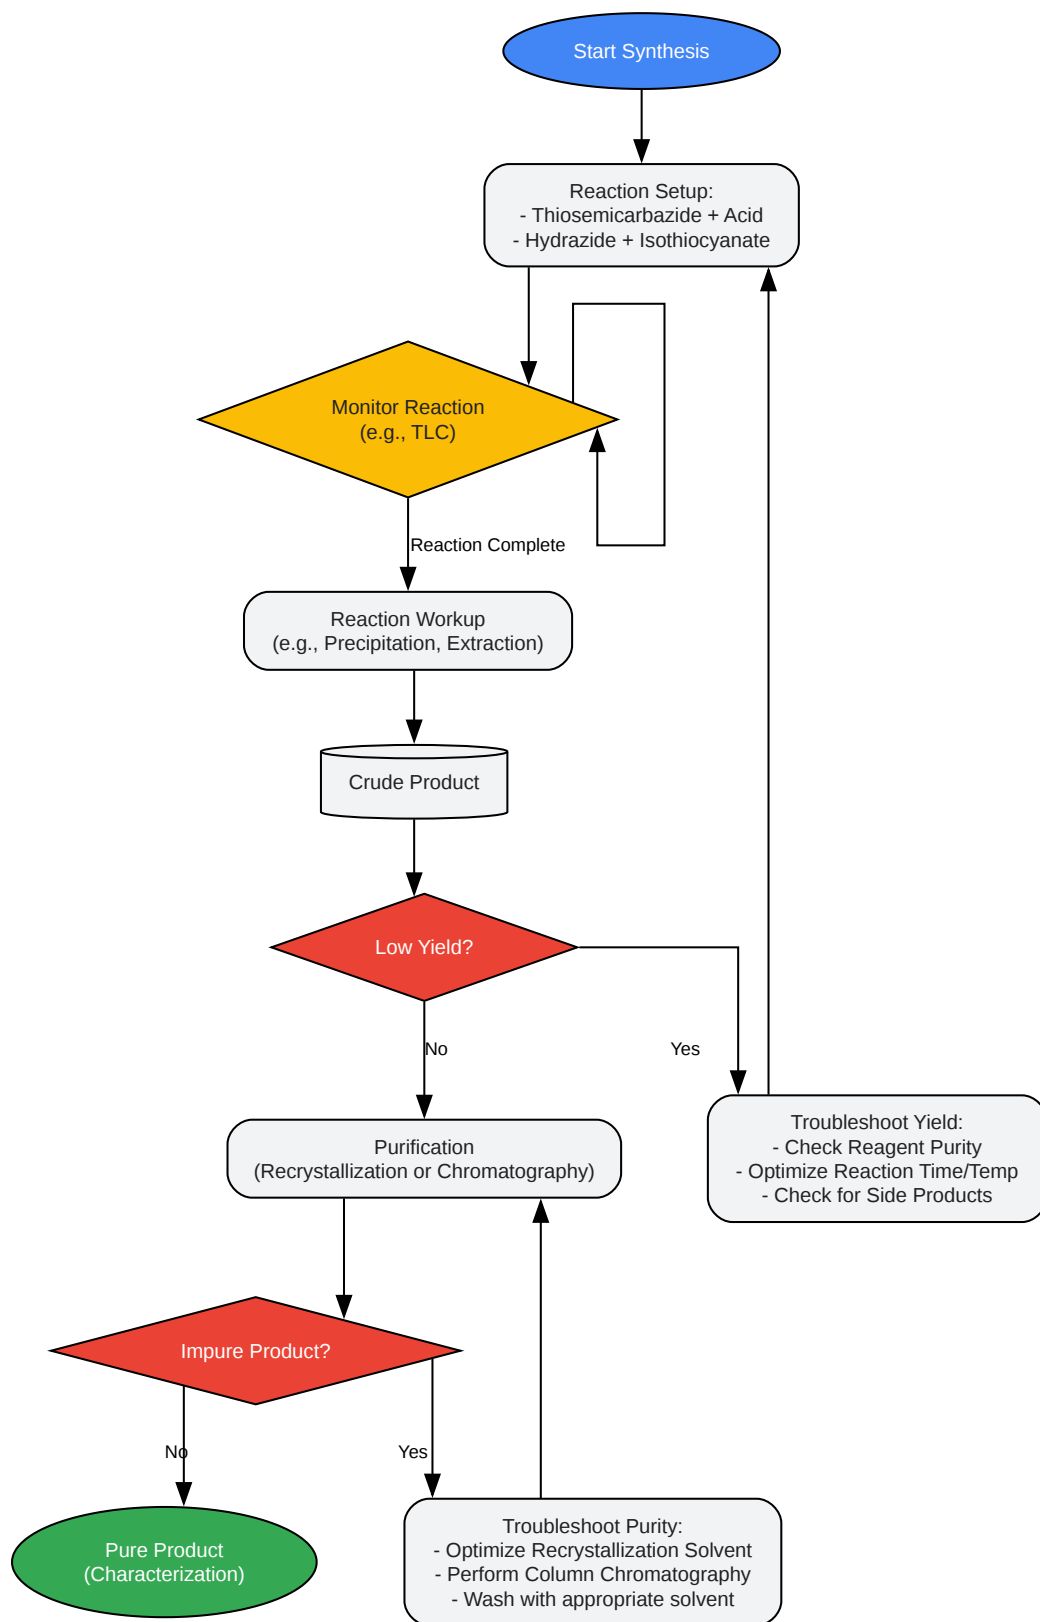 Start Synthesis
Reaction Setup:
- Thiosemicarbazide + Acid
- Hydrazide + Isothiocyanate
Monitor Reaction
(e.g., TLC)
Reaction Complete
Reaction Workup
(e.g., Precipitation, Extraction)
Crude Product
Low Yield?
No
Yes
Troubleshoot Yield:
- Check Reagent Purity
- Optimize Reaction Time/Temp
- Check for Side Products
Purification
(Recrystallization or Chromatography)
Impure Product?
No
Yes
Pure Product
(Characterization)
Troubleshoot Purity:
- Optimize Recrystallization Solvent
- Perform Column Chromatography
- Wash with appropriate solvent